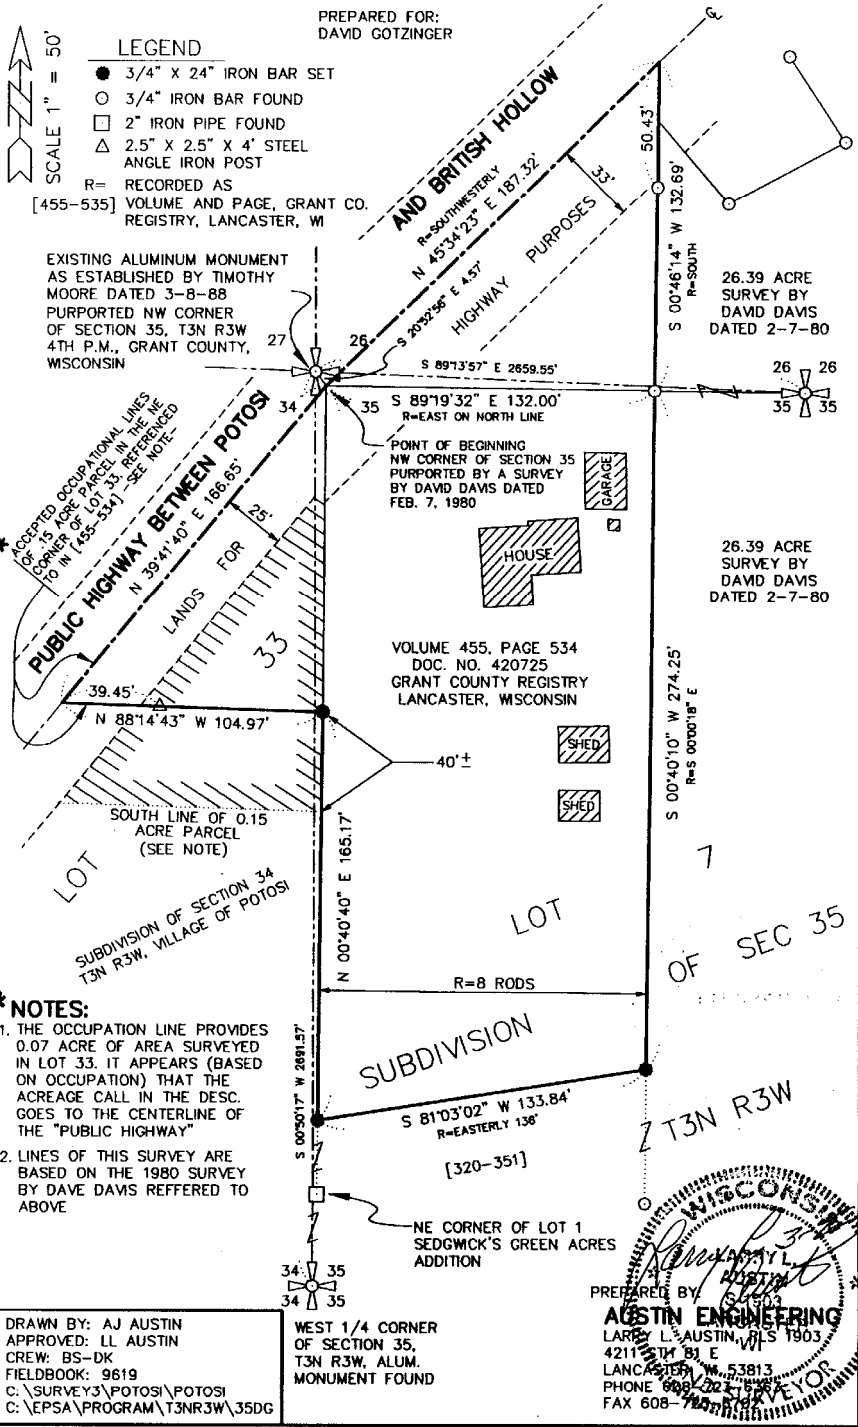 PREPARED FOR:
DAVID GOTZINGER
℄
SCALE 1" = 50'
LEGEND
3/4" X 24" IRON BAR SET
3/4" IRON BAR FOUND
2" IRON PIPE FOUND
2.5" X 2.5" X 4' STEEL
ANGLE IRON POST
R= RECORDED AS
[455-535] VOLUME AND PAGE, GRANT CO.
REGISTRY, LANCASTER, WI
AND BRITISH HOLLOW
R=SOUTHWESTERLY
N 45°34'23" E 187.32'
33'
HIGHWAY PURPOSES
50.43'
S 00°46'14" W 132.69'
R=SOUTH
EXISTING ALUMINUM MONUMENT
AS ESTABLISHED BY TIMOTHY
MOORE DATED 3-8-88
PURPORTED NW CORNER
OF SECTION 35, T3N R3W
4TH P.M., GRANT COUNTY,
WISCONSIN
26.39 ACRE
SURVEY BY
DAVID DAVIS
DATED 2-7-80
S 20°52'56" E 4.57'
27 26
34 35
S 89°13'57" E 2659.55'
S 89°19'32" E 132.00'
R=EAST ON NORTH LINE
26 26
35 35
POINT OF BEGINNING
NW CORNER OF SECTION 35
PURPORTED BY A SURVEY
BY DAVID DAVIS DATED
FEB. 7, 1980
* ACCEPTED OCCUPATIONAL LINES
OF .15 ACRE PARCEL IN THE NE
CORNER OF LOT 33, REFERENCED
TO IN [455-534] -SEE NOTE-
PUBLIC HIGHWAY BETWEEN POTOSI
N 39°41'40" E 166.65'
25'
LANDS FOR
33
GARAGE
HOUSE
26.39 ACRE
SURVEY BY
DAVID DAVIS
DATED 2-7-80
VOLUME 455, PAGE 534
DOC. NO. 420725
GRANT COUNTY REGISTRY
LANCASTER, WISCONSIN
39.45'
N 88°14'43" W 104.97'
S 00°40'10" W 274.25'
R=S 00°00'18" E
SHED
40'±
SHED
SOUTH LINE OF 0.15
ACRE PARCEL
(SEE NOTE)
LOT
N 00°40'40" E 165.17'
SUBDIVISION OF SECTION 34
T3N R3W, VILLAGE OF POTOSI
LOT
7
OF SEC 35
R=8 RODS
* NOTES:
1. THE OCCUPATION LINE PROVIDES
0.07 ACRE OF AREA SURVEYED
IN LOT 33. IT APPEARS (BASED
ON OCCUPATION) THAT THE
ACREAGE CALL IN THE DESC.
GOES TO THE CENTERLINE OF
THE "PUBLIC HIGHWAY"
2. LINES OF THIS SURVEY ARE
BASED ON THE 1980 SURVEY
BY DAVE DAVIS REFFERED TO
ABOVE
S 00°50'17" W 2691.57'
SUBDIVISION
S 81°03'02" W 133.84'
R=EASTERLY 136'
[320-351]
T3N R3W
NE CORNER OF LOT 1
SEDGWICK'S GREEN ACRES
ADDITION
34 35
34 35
WEST 1/4 CORNER
OF SECTION 35,
T3N R3W, ALUM.
MONUMENT FOUND
WISCONSIN
LARRY L.
AUSTIN
S-1903
WI
LAND SURVEYOR
PREPARED BY
AUSTIN ENGINEERING
LARRY L. AUSTIN, RLS 1903
4211 81 E
LANCASTER, 53813
PHONE 608-723-
FAX 608-
DRAWN BY: AJ AUSTIN
APPROVED: LL AUSTIN
CREW: BS-DK
FIELDBOOK: 9619
C:\SURVEY3\POTOSI\POTOSI
C:\EPSA\PROGRAM\T3NR3W\35DG